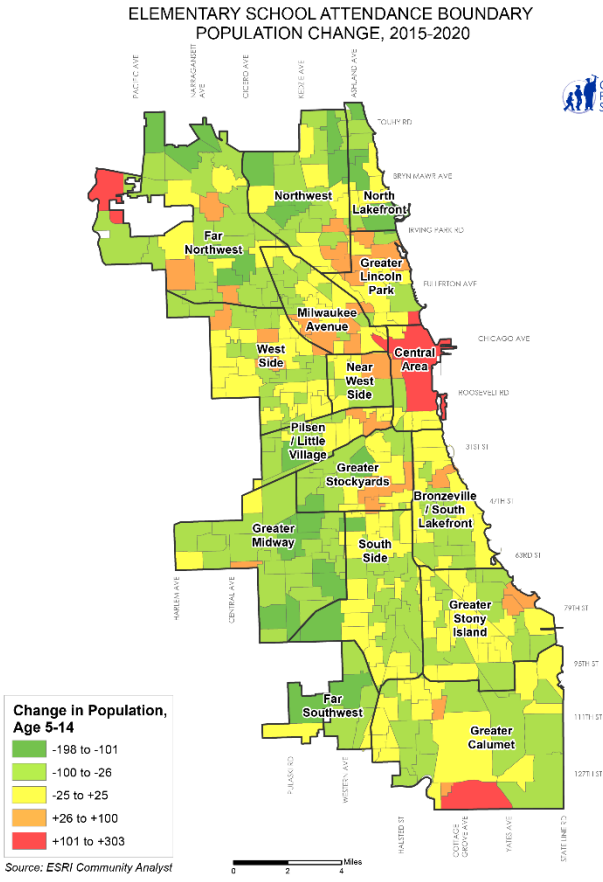 ELEMENTARY SCHOOL ATTENDANCE BOUNDARY
POPULATION CHANGE, 2015-2020
PACIFIC AVE
NARRAGANSETT
AVE
CICERO AVE
KEDZIE AVE
ASHLAND AVE
TOUHY RD
BRYN MAWR AVE
Northwest
North
Lakefront
IRVING PARK RD
Far
Northwest
Greater
Lincoln
Park
FULLERTON AVE
Milwaukee
Avenue
CHICAGO AVE
West
Side
Central
Area
Near
West
Side
ROOSEVELT RD
Pilsen
/ Little
Village
31ST ST
Greater
Stockyards
47TH ST
Bronzeville
/ South
Lakefront
Greater
Midway
South
Side
63RD ST
HARLEM AVE
CENTRAL AVE
79TH ST
Greater
Stony
Island
95TH ST
Far
Southwest
111TH ST
Greater
Calumet
127TH ST
PULASKI RD
WESTERN AVE
HALSTED ST
COTTAGE
GROVE AVE
YATES AVE
STATE LINE RD
Change in Population,
Age 5-14
-198 to -101
-100 to -26
-25 to +25
+26 to +100
+101 to +303
Source: ESRI Community Analyst
Miles
0 2 4